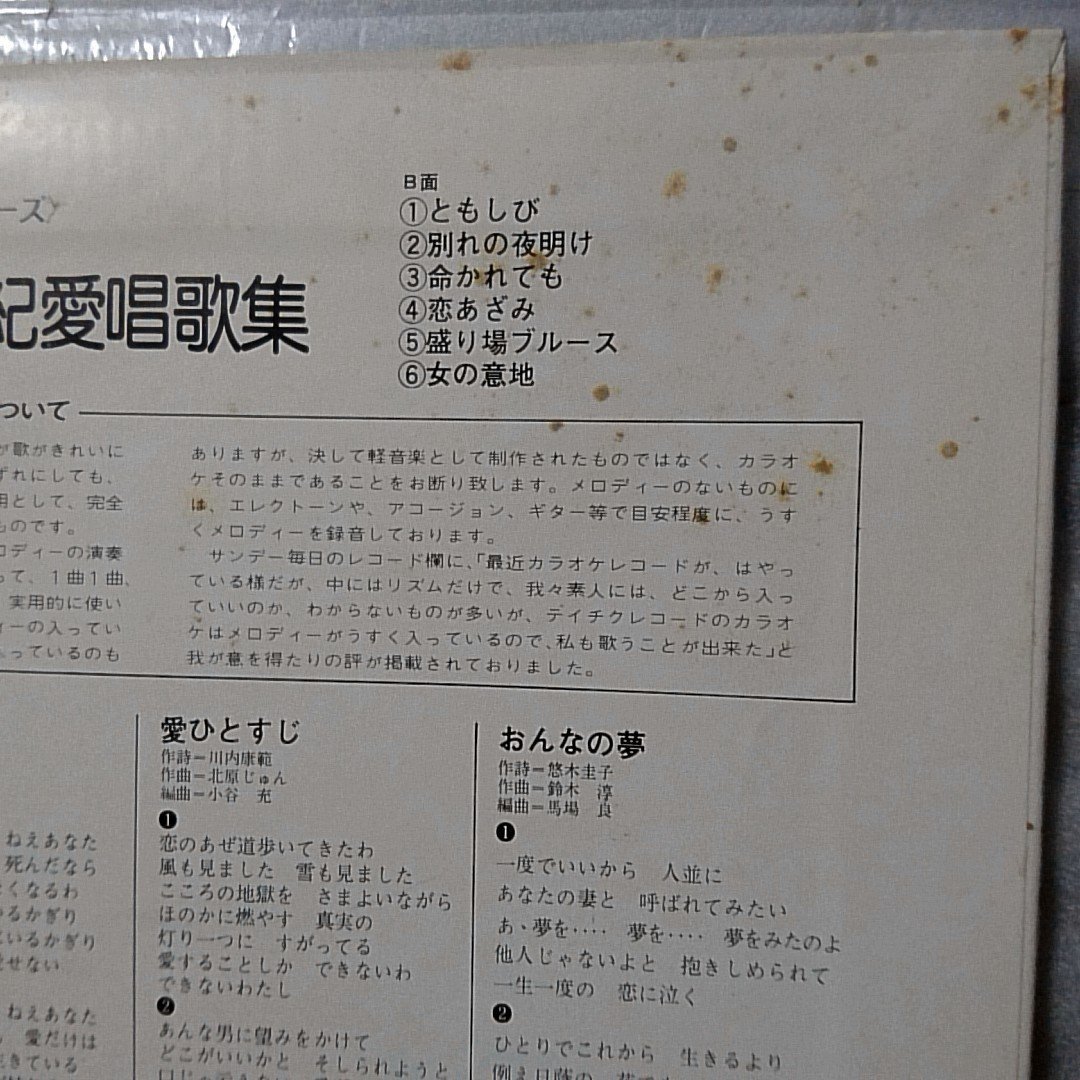 ーズ
紀愛唱歌集
B面
①ともしび
②別れの夜明け
③命かれても
④恋あざみ
⑤盛り場ブルース
⑥女の意地
ついて
が歌がきれいに
ずれにしても、
用として、完全
ものです。
ロディーの演奏
って、1曲1曲、
実用的に使い
ィーの入ってい
っているのも
ありますが、決して軽音楽として制作されたものではなく、カラオ
ケそのままであることをお断り致します。メロディーのないものに
は、エレクトーンや、アコージョン、ギター等で目安程度に、うす
くメロディーを録音しております。
サンデー毎日のレコード欄に、「最近カラオケレコードが、はやっ
ている様だが、中にはリズムだけで、我々素人には、どこから入っ
ていいのか、わからないものが多いが、テイチクレコードのカラオ
ケはメロディーがうすく入っているので、私も歌うことが出来た」と
我が意を得たりの評が掲載されておりました。
ねえあなた
死んだなら
くなるわ
るかぎり
いるかぎり
せない
ねえあなた
愛だけは
きている
愛ひとすじ
作詩=川内康範
作曲=北原じゅん
編曲=小谷 充
❶
恋のあぜ道歩いてきたわ
風も見ました 雪も見ました
こころの地獄を さまよいながら
ほのかに燃やす 真実の
灯り一つに すがってる
愛することしか できないわ
できないわたし
❷
あんな男に望みをかけて
どこがいいかと そしられようと
おんなの夢
作詩=悠木圭子
作曲=鈴木 淳
編曲=馬場 良
❶
一度でいいから 人並に
あなたの妻と 呼ばれてみたい
あ・夢を‥‥ 夢を‥‥ 夢をみたのよ
他人じゃないよと 抱きしめられて
一生一度の 恋に泣く
❷
ひとりでこれから 生きるより
例え日蔭の